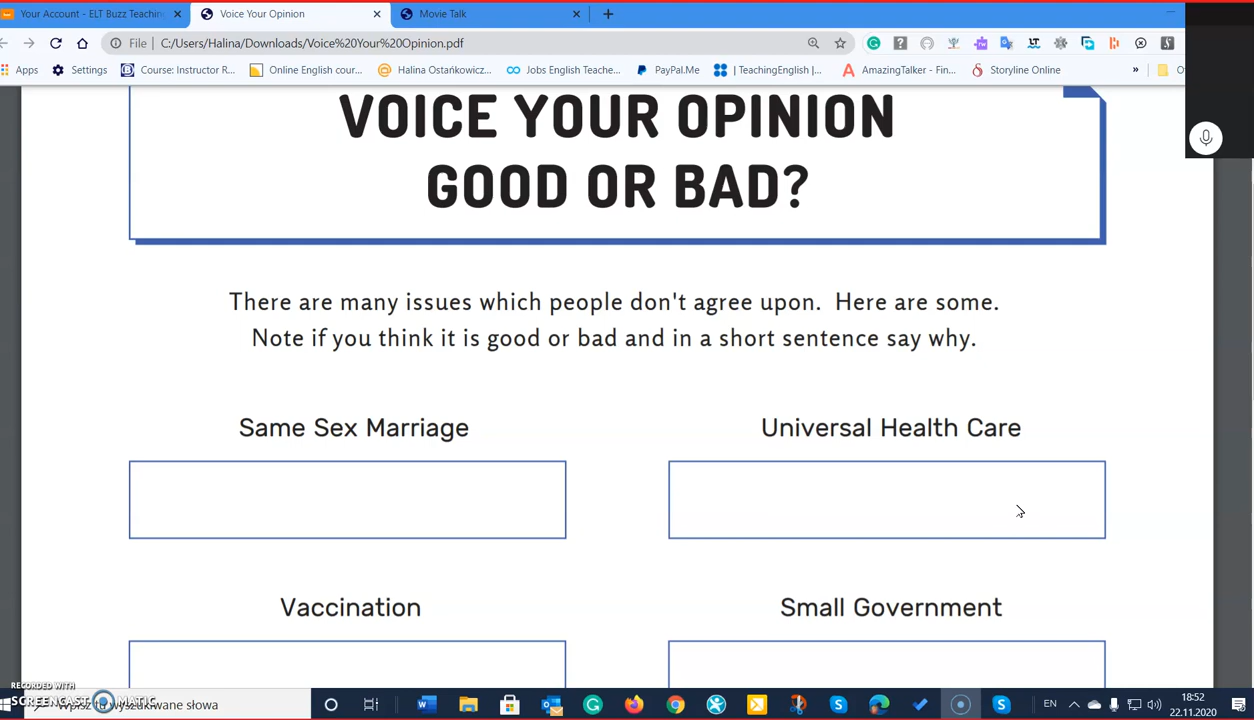 Your Account - ELT Buzz Teachin
Voice Your Opinion
Movie Talk
File | C:/Users/Halina/Downloads/Voice%20Your%20Opinion.pdf
Apps
Settings
Course: Instructor R...
Online English cour...
Halina Ostańkowicz...
Jobs English Teache...
PayPal.Me
| TeachingEnglish |...
AmazingTalker - Fin...
Storyline Online
»
VOICE YOUR OPINION
GOOD OR BAD?
There are many issues which people don't agree upon. Here are some.
Note if you think it is good or bad and in a short sentence say why.
Same Sex Marriage
Universal Health Care
Vaccination
Small Government
RECORDED WITH
SCREENCAST MATIC
Wpisz tu wyszukiwane słowa
EN
18:52
22.11.2020